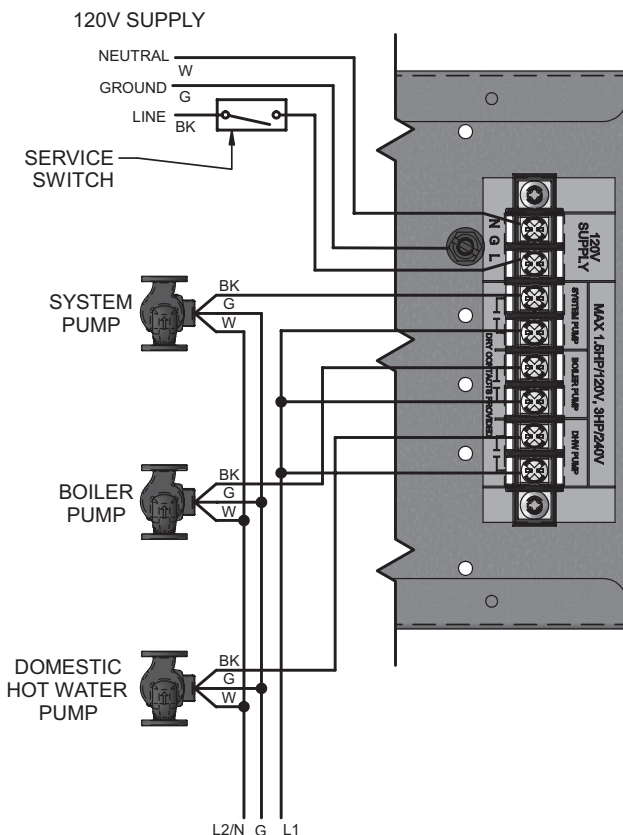 120V SUPPLY
NEUTRAL
W
GROUND
G
LINE
BK
SERVICE
SWITCH
N G L
120V
SUPPLY
SYSTEM
PUMP
BK
G
W
SYSTEM PUMP
BOILER PUMP
DHW PUMP
DRY CONTACTS PROVIDED
MAX 1.5HP/120V, 3HP/240V
BOILER
PUMP
BK
G
W
DOMESTIC
HOT WATER
PUMP
BK
G
W
L2/N G L1